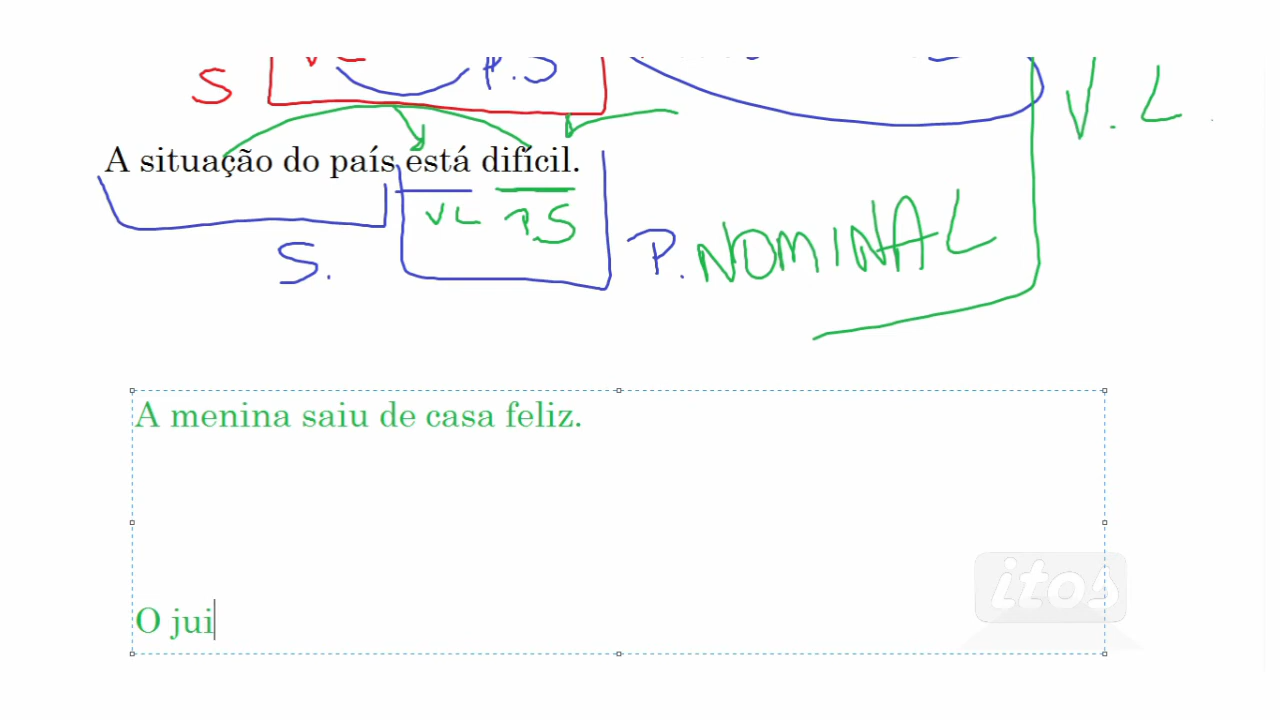 S P.S
V.L
A situação do país está difícil.
VL P.S
S. P. NOMINAL
A menina saiu de casa feliz.
itos
O jui